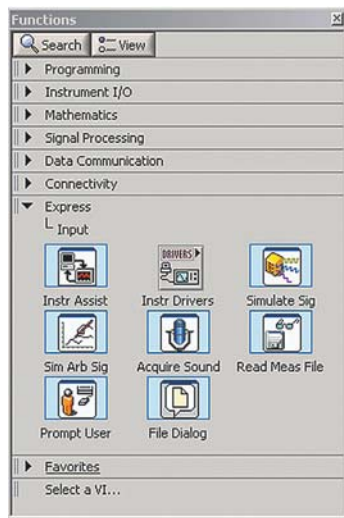 Functions
Search View
Programming
Instrument I/O
Mathematics
Signal Processing
Data Communication
Connectivity
Express
Input
DRIVERS
Instr Assist Instr Drivers Simulate Sig
Sim Arb Sig Acquire Sound Read Meas File
Prompt User File Dialog
Favorites
Select a VI...